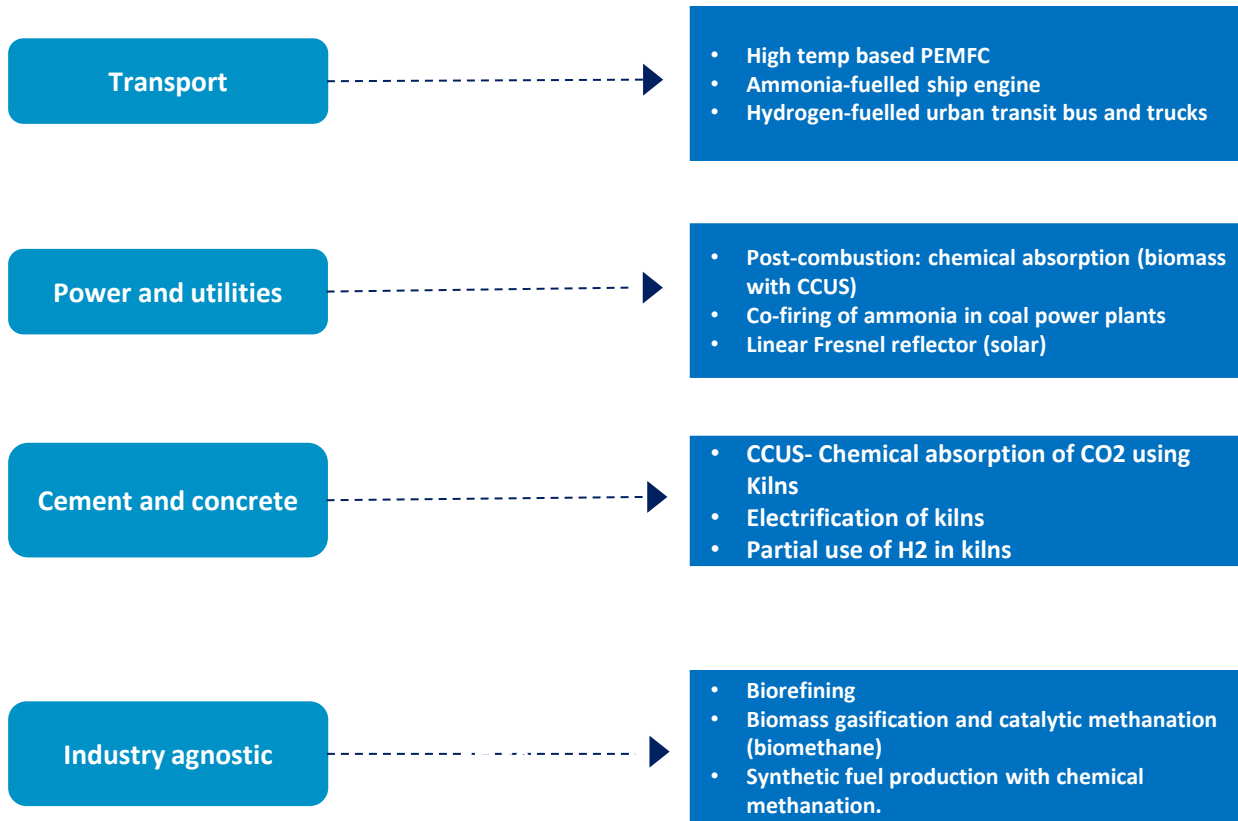 Transport
• High temp based PEMFC
• Ammonia-fuelled ship engine
• Hydrogen-fuelled urban transit bus and trucks
Power and utilities
• Post-combustion: chemical absorption (biomass
with CCUS)
• Co-firing of ammonia in coal power plants
• Linear Fresnel reflector (solar)
Cement and concrete
• CCUS- Chemical absorption of CO2 using
Kilns
• Electrification of kilns
• Partial use of H2 in kilns
Industry agnostic
• Biorefining
• Biomass gasification and catalytic methanation
(biomethane)
• Synthetic fuel production with chemical
methanation.